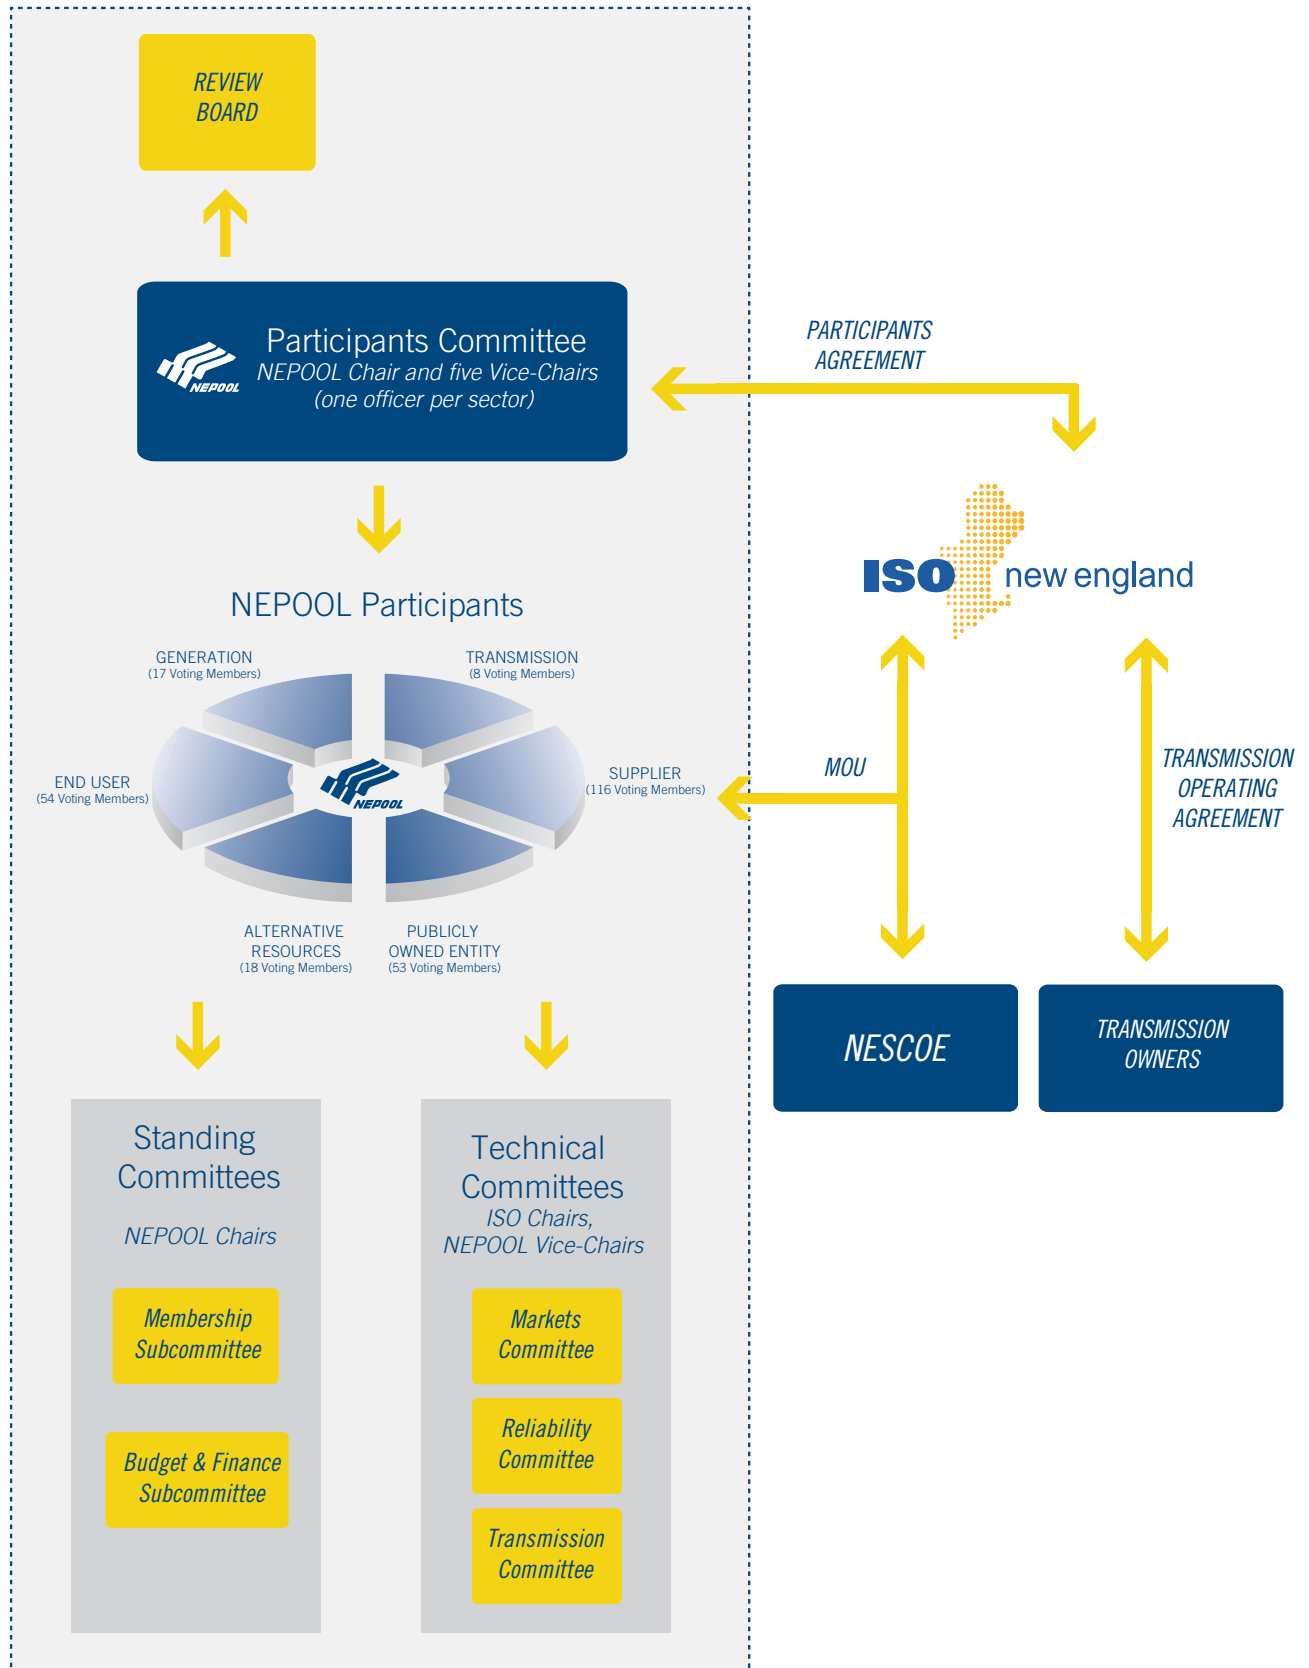 REVIEW
BOARD
Participants Committee
NEPOOL Chair and five Vice-Chairs
(one officer per sector)
NEPOOL
PARTICIPANTS
AGREEMENT
ISO new england
NEPOOL Participants
GENERATION
(17 Voting Members)
TRANSMISSION
(8 Voting Members)
END USER
(54 Voting Members)
NEPOOL
SUPPLIER
(116 Voting Members)
ALTERNATIVE
RESOURCES
(18 Voting Members)
PUBLICLY
OWNED ENTITY
(53 Voting Members)
MOU
TRANSMISSION
OPERATING
AGREEMENT
NESCOE
TRANSMISSION
OWNERS
Standing
Committees
NEPOOL Chairs
Membership
Subcommittee
Budget & Finance
Subcommittee
Technical
Committees
ISO Chairs,
NEPOOL Vice-Chairs
Markets
Committee
Reliability
Committee
Transmission
Committee